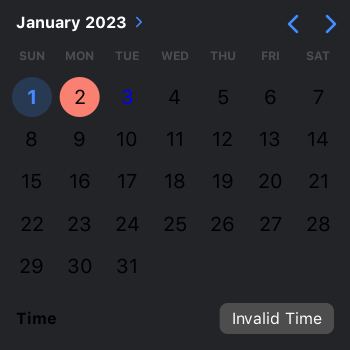 January 2023
SUN MON TUE WED THU FRI SAT
1 2 3 4 5 6 7
8 9 10 11 12 13 14
15 16 17 18 19 20 21
22 23 24 25 26 27 28
29 30 31
Time Invalid Time